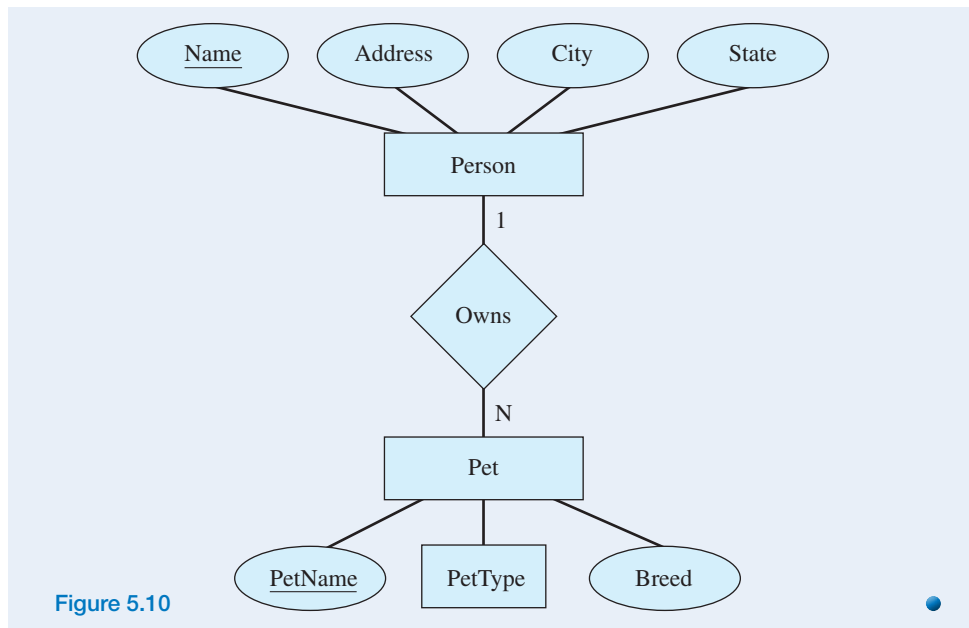 Name Address City State
Person
1
Owns
N
Pet
PetName PetType Breed
Figure 5.10